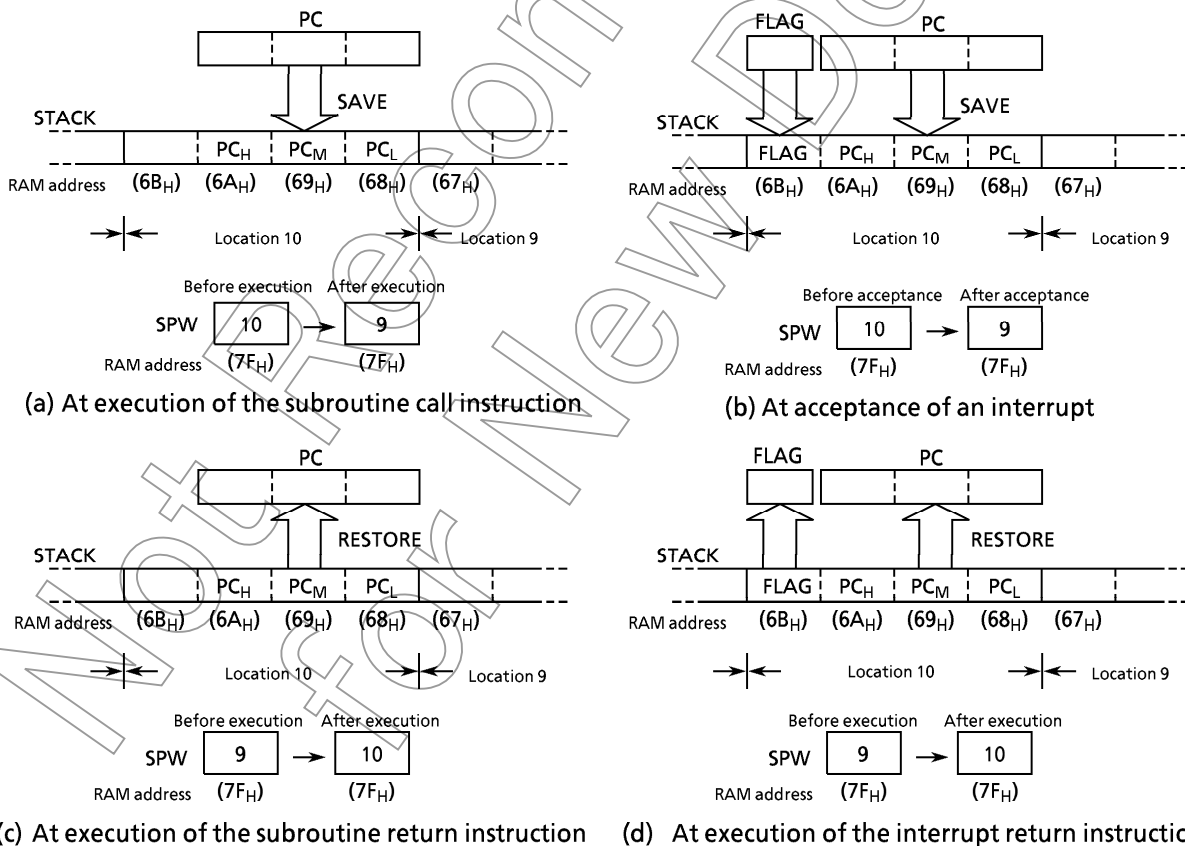 PC
SAVE
STACK
PCH PCM PCL
RAM address (6BH) (6AH) (69H) (68H) (67H)
Location 10 Location 9
Before execution After execution
SPW 10 9
RAM address (7FH) (7FH)
(a) At execution of the subroutine call instruction
FLAG PC
SAVE
STACK
FLAG PCH PCM PCL
RAM address (6BH) (6AH) (69H) (68H) (67H)
Location 10 Location 9
Before acceptance After acceptance
SPW 10 9
RAM address (7FH) (7FH)
(b) At acceptance of an interrupt
PC
RESTORE
STACK
PCH PCM PCL
RAM address (6BH) (6AH) (69H) (68H) (67H)
Location 10 Location 9
Before execution After execution
SPW 9 10
RAM address (7FH) (7FH)
(c) At execution of the subroutine return instruction
FLAG PC
RESTORE
STACK
FLAG PCH PCM PCL
RAM address (6BH) (6AH) (69H) (68H) (67H)
Location 10 Location 9
Before execution After execution
SPW 9 10
RAM address (7FH) (7FH)
(d) At execution of the interrupt return instructio
Not Recom
for New De